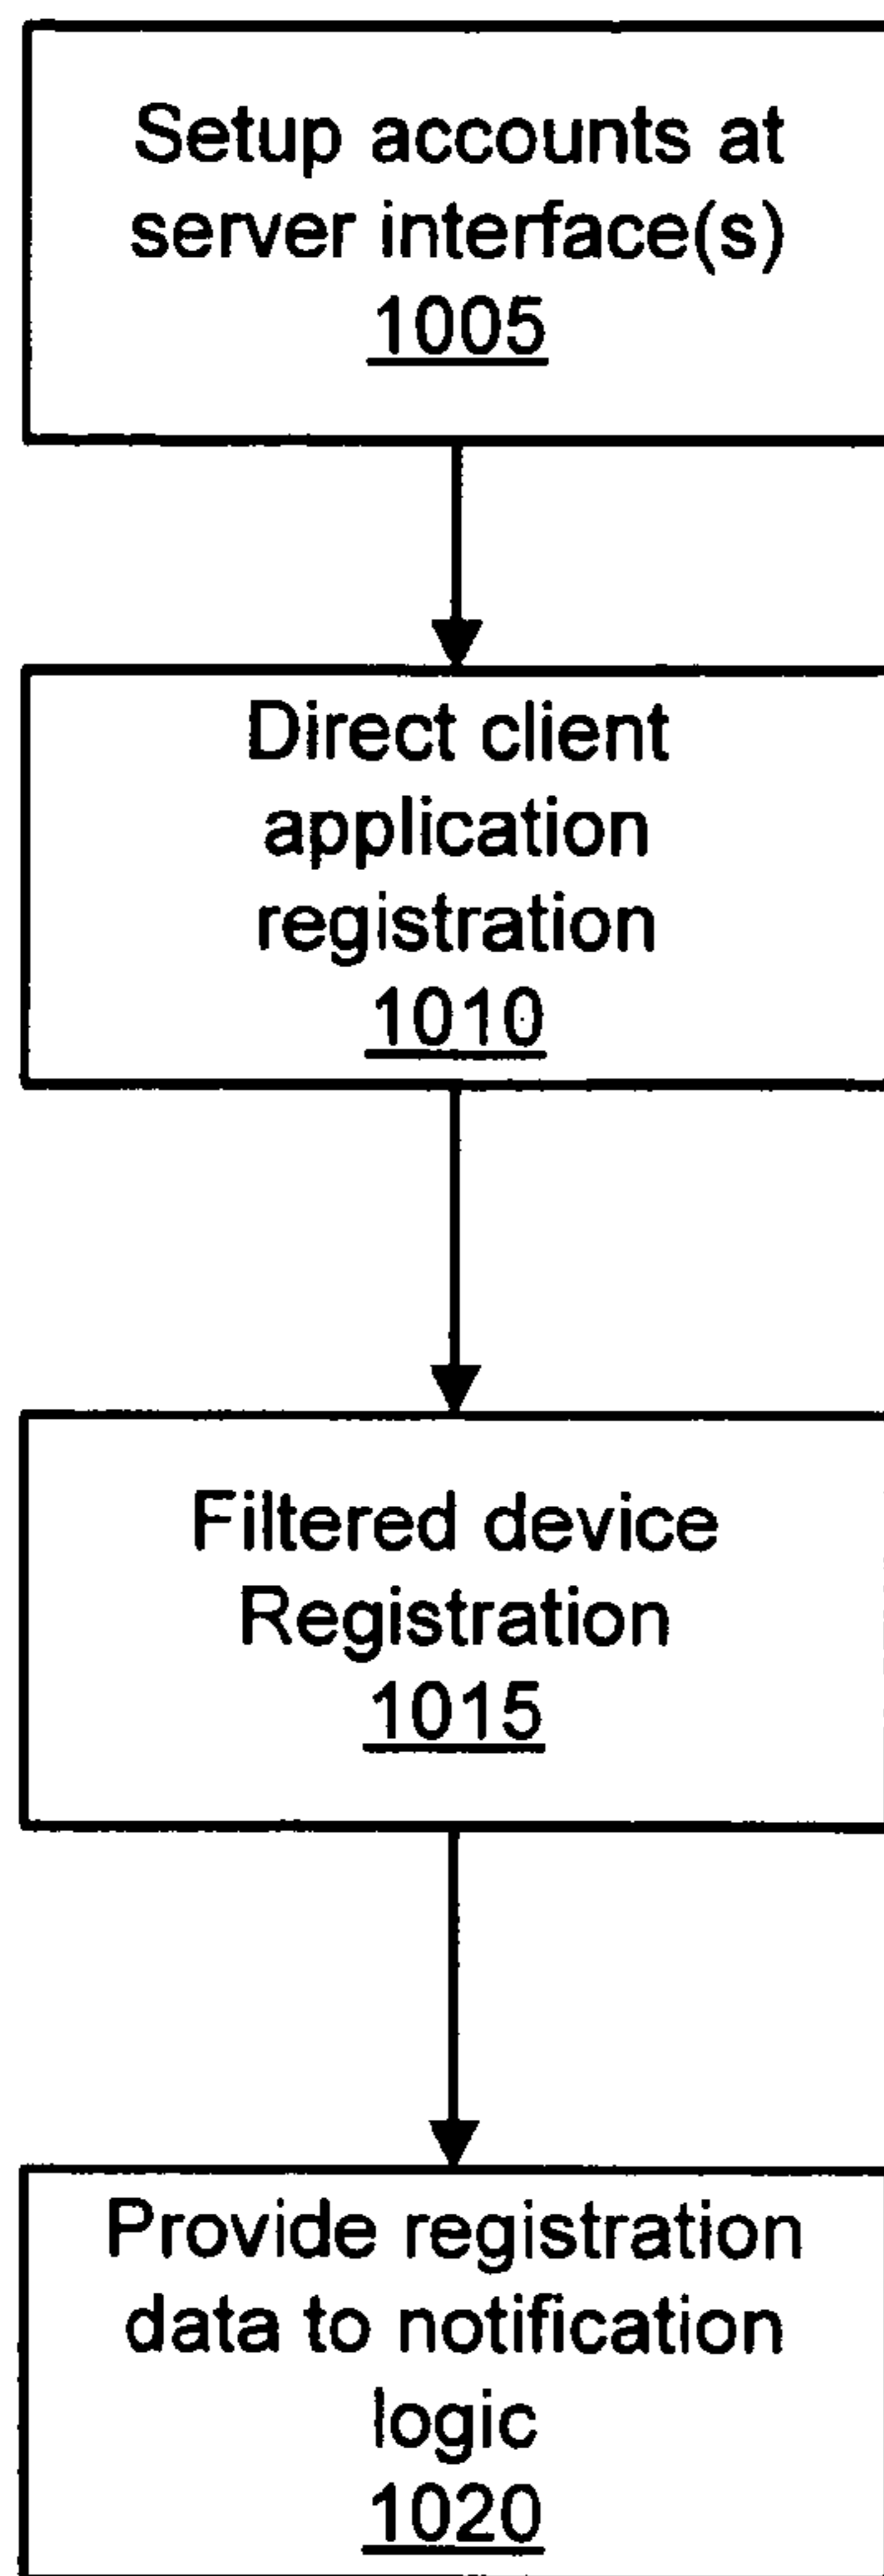 Setup accounts at
server interface(s)
1005
Direct client
application
registration
1010
Filtered device
Registration
1015
Provide registration
data to notification
logic
1020